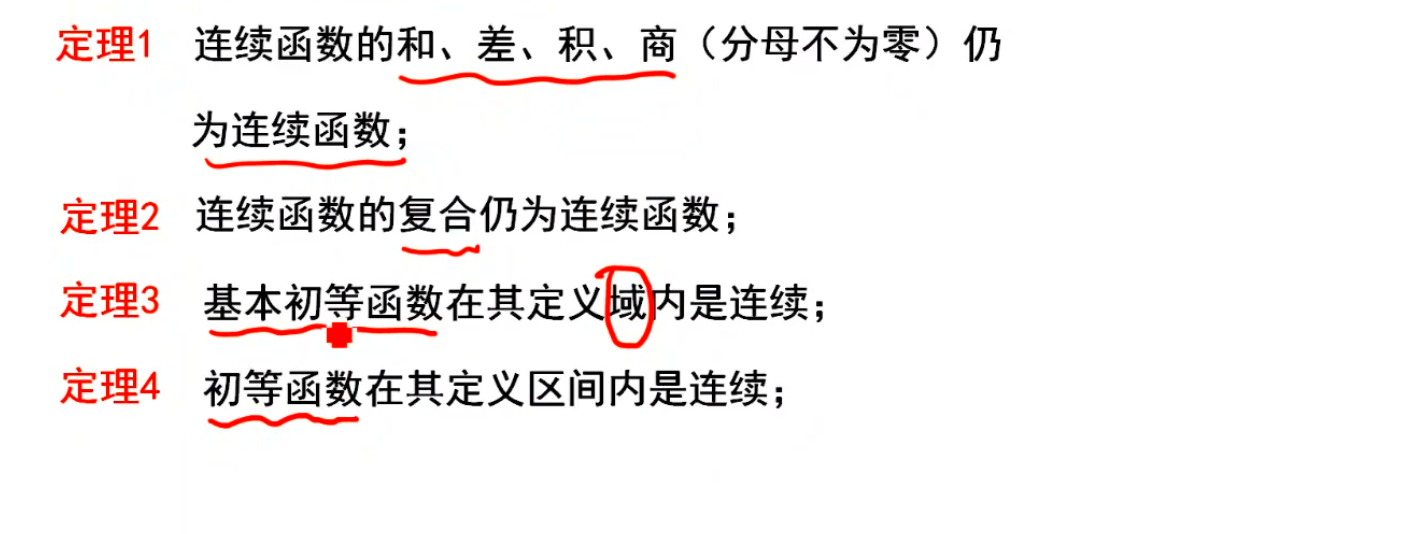 定理1 连续函数的和、差、积、商（分母不为零）仍
为连续函数；
定理2 连续函数的复合仍为连续函数；
定理3 基本初等函数在其定义域内是连续；
定理4 初等函数在其定义区间内是连续；